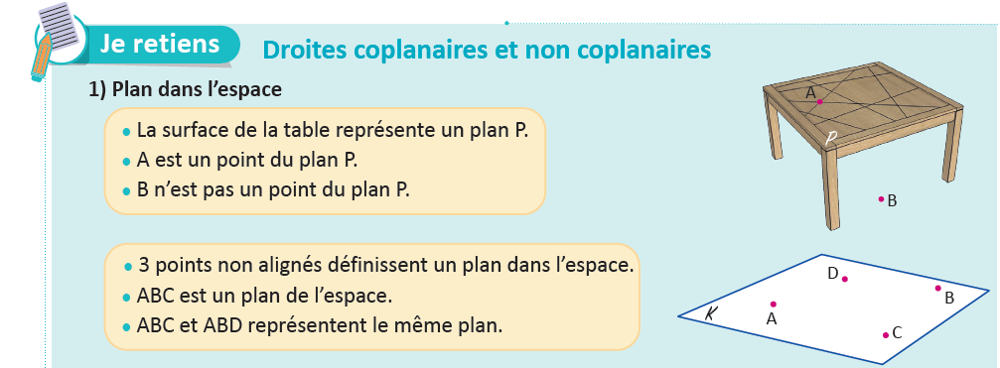 Je retiens
Droites coplanaires et non coplanaires
1) Plan dans l’espace
• La surface de la table représente un plan P.
• A est un point du plan P.
• B n’est pas un point du plan P.
A
P
B
• 3 points non alignés définissent un plan dans l’espace.
• ABC est un plan de l’espace.
• ABC et ABD représentent le même plan.
D
B
K
A
C